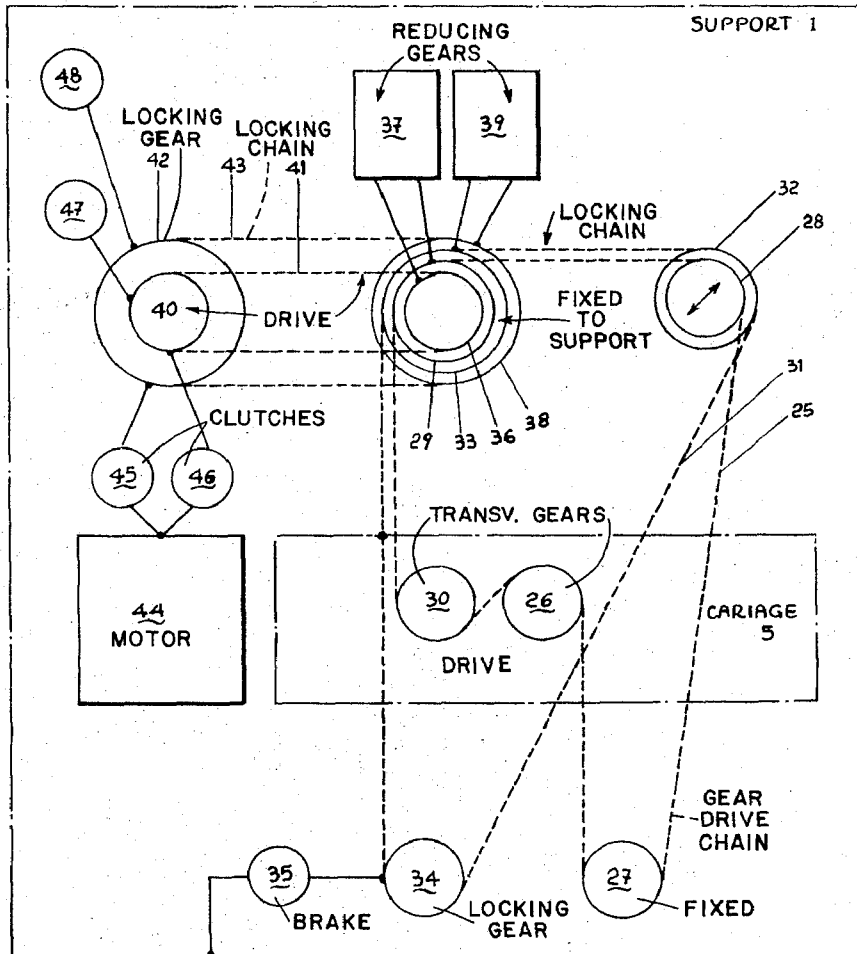 SUPPORT 1
REDUCING
GEARS
48
37
39
LOCKING
GEAR
42
LOCKING
CHAIN
43
41
47
LOCKING
CHAIN
32
28
40
DRIVE
FIXED
TO
SUPPORT
31
25
29
33
36
38
CLUTCHES
45
46
TRANSV. GEARS
44
MOTOR
30
26
DRIVE
CARIAGE
5
GEAR
DRIVE
CHAIN
35
BRAKE
34
LOCKING
GEAR
27
FIXED